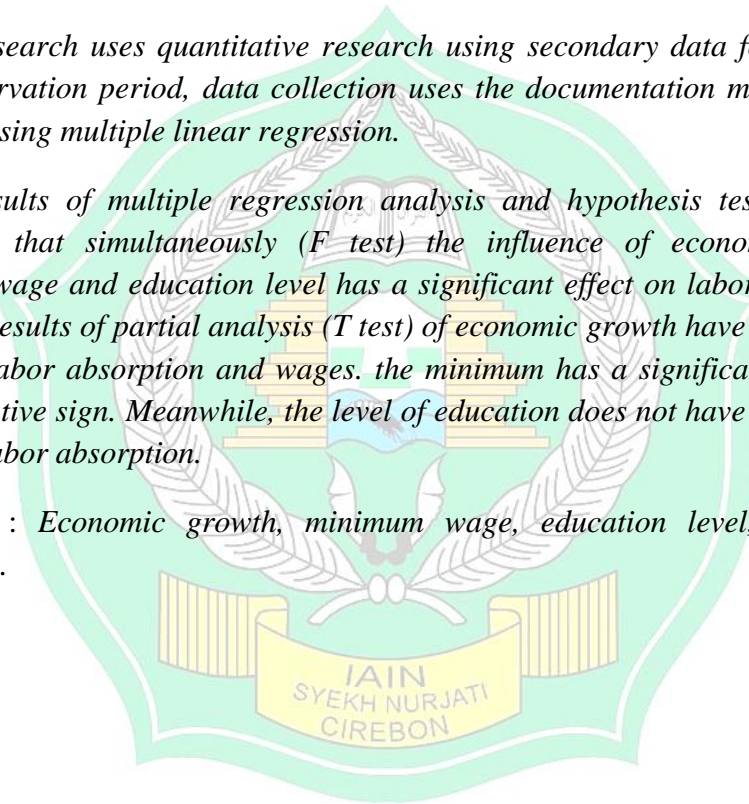 search uses quantitative research using secondary data fo
rvation period, data collection uses the documentation m
sing multiple linear regression.
sults of multiple regression analysis and hypothesis tes
that simultaneously (F test) the influence of econo
wage and education level has a significant effect on labor
esults of partial analysis (T test) of economic growth have
abor absorption and wages. the minimum has a significa
tive sign. Meanwhile, the level of education does not have
abor absorption.
: Economic growth, minimum wage, education level,
.
IAIN
SYEKH NURJATI
CIREBON